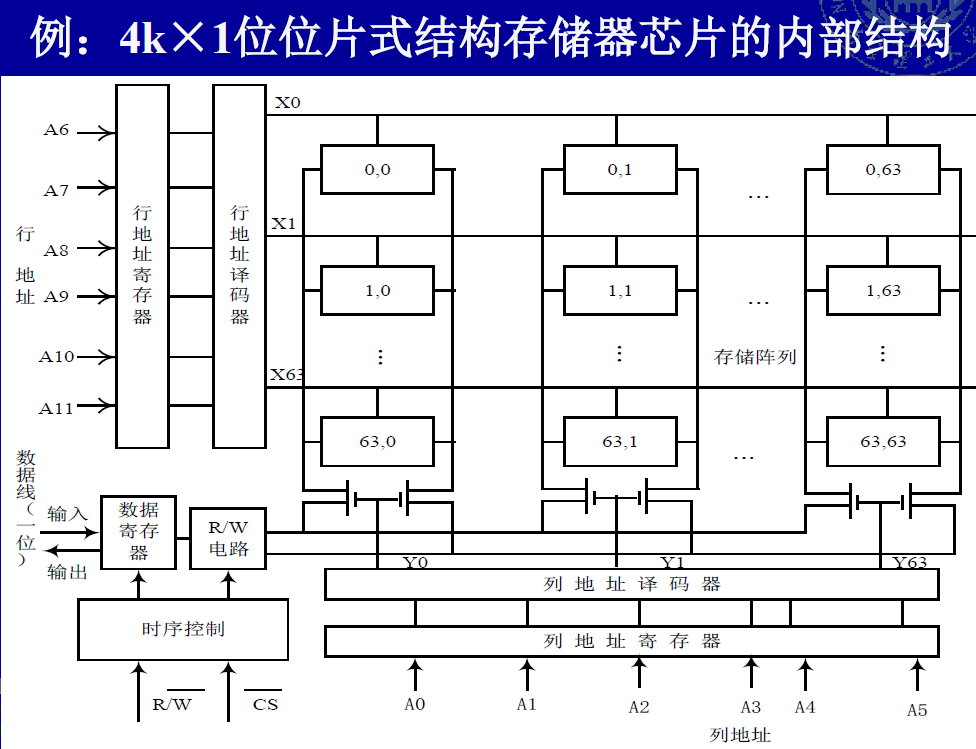 例：4k×1位位片式结构存储器芯片的内部结构
X0
A6
0,0
0,1
0,63
A7
…
X1
行地址
行地址寄存器
行地址译码器
A8
A9
1,0
1,1
1,63
…
A10
⋮
⋮
存储阵列
⋮
X63
A11
63,0
63,1
63,63
…
数据线（一位）
输入
输出
数据寄存器
R/W
电路
Y0
Y1
Y63
列地址译码器
时序控制
列地址寄存器
R/W
CS
A0
A1
A2
A3
A4
A5
列地址